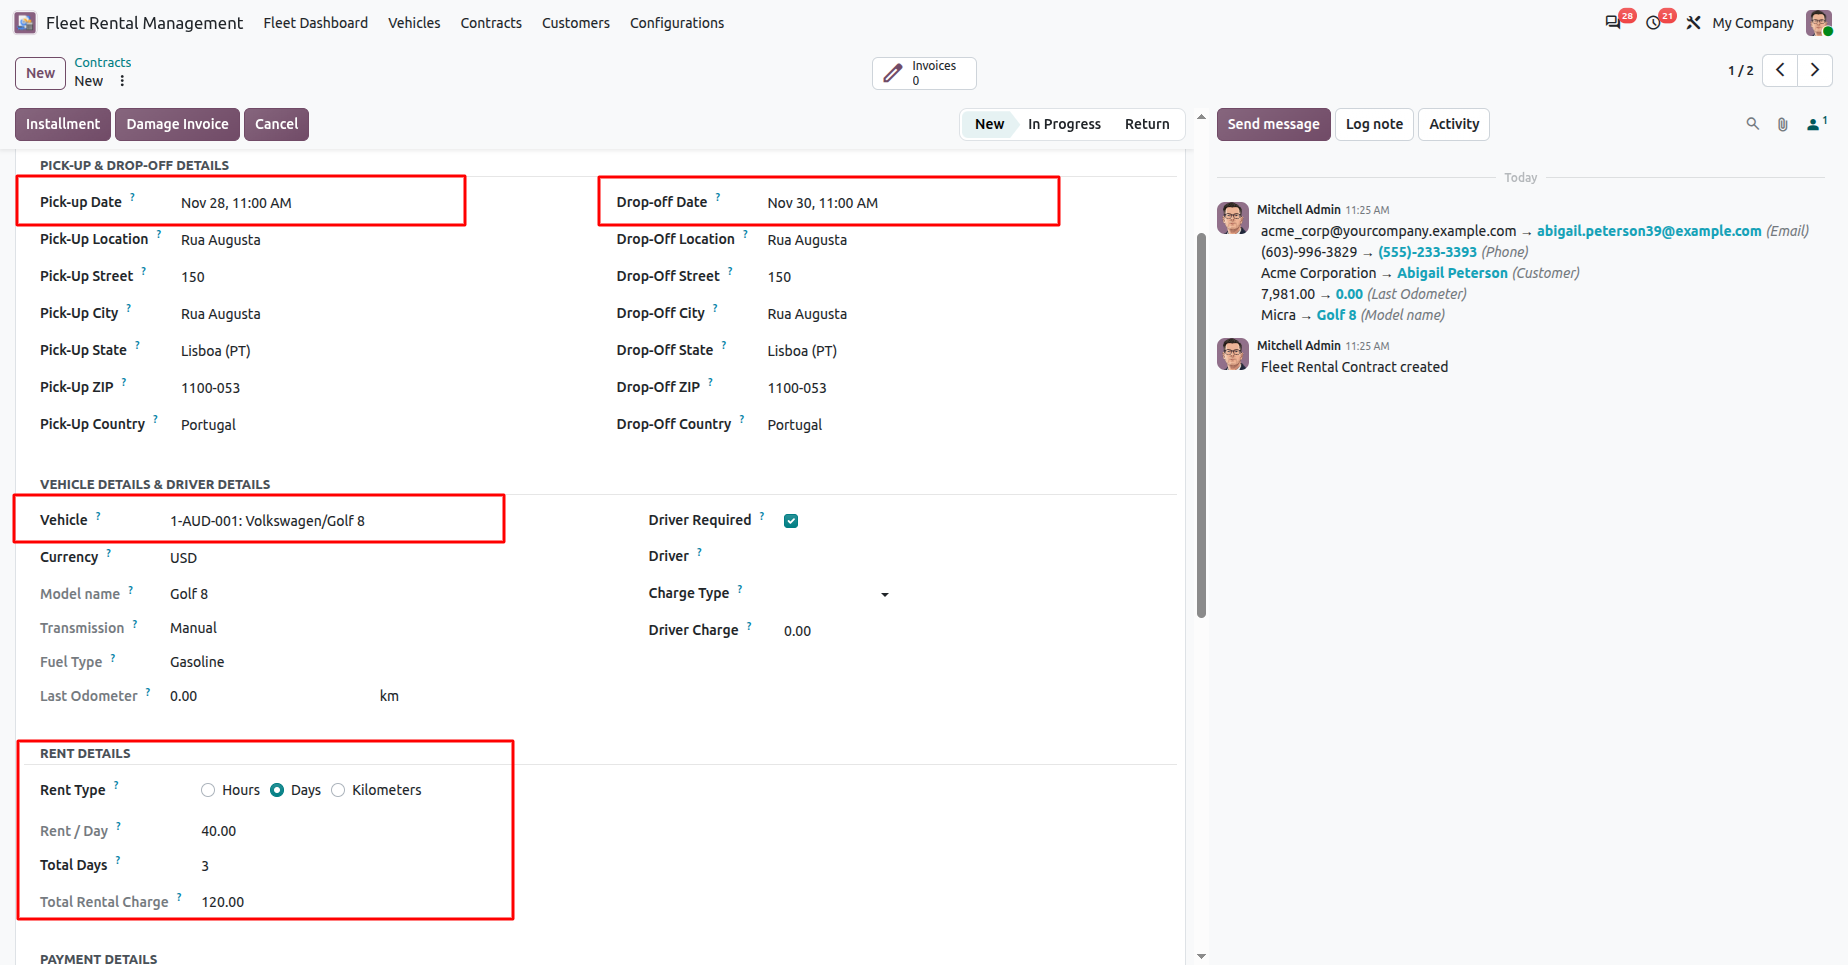 Fleet Rental Management Fleet Dashboard Vehicles Contracts Customers Configurations 28 21 My Company
New Contracts New Invoices 0 1 / 2
Installment Damage Invoice Cancel New In Progress Return
PICK-UP & DROP-OFF DETAILS
Pick-up Date ? Nov 28, 11:00 AM Drop-off Date ? Nov 30, 11:00 AM
Pick-Up Location ? Rua Augusta Drop-Off Location ? Rua Augusta
Pick-Up Street ? 150 Drop-Off Street ? 150
Pick-Up City ? Rua Augusta Drop-Off City ? Rua Augusta
Pick-Up State ? Lisboa (PT) Drop-Off State ? Lisboa (PT)
Pick-Up ZIP ? 1100-053 Drop-Off ZIP ? 1100-053
Pick-Up Country ? Portugal Drop-Off Country ? Portugal
VEHICLE DETAILS & DRIVER DETAILS
Vehicle ? 1-AUD-001: Volkswagen/Golf 8 Driver Required ?
Currency ? USD Driver ?
Model name ? Golf 8 Charge Type ?
Transmission ? Manual Driver Charge ? 0.00
Fuel Type ? Gasoline
Last Odometer ? 0.00 km
RENT DETAILS
Rent Type ? Hours Days Kilometers
Rent / Day ? 40.00
Total Days ? 3
Total Rental Charge ? 120.00
PAYMENT DETAILS
Send message Log note Activity 1
Today
Mitchell Admin 11:25 AM
acme_corp@yourcompany.example.com → abigail.peterson39@example.com (Email)
(603)-996-3829 → (555)-233-3393 (Phone)
Acme Corporation → Abigail Peterson (Customer)
7,981.00 → 0.00 (Last Odometer)
Micra → Golf 8 (Model name)
Mitchell Admin 11:25 AM
Fleet Rental Contract created